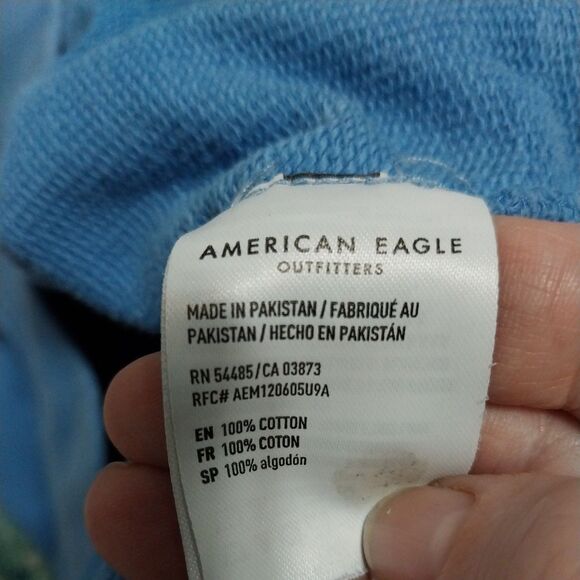 AMERICAN EAGLE
OUTFITTERS
MADE IN PAKISTAN / FABRIQUÉ AU
PAKISTAN / HECHO EN PAKISTÁN
RN 54485 / CA 03873
RFC# AEM120605U9A
EN 100% COTTON
FR 100% COTON
SP 100% algodón